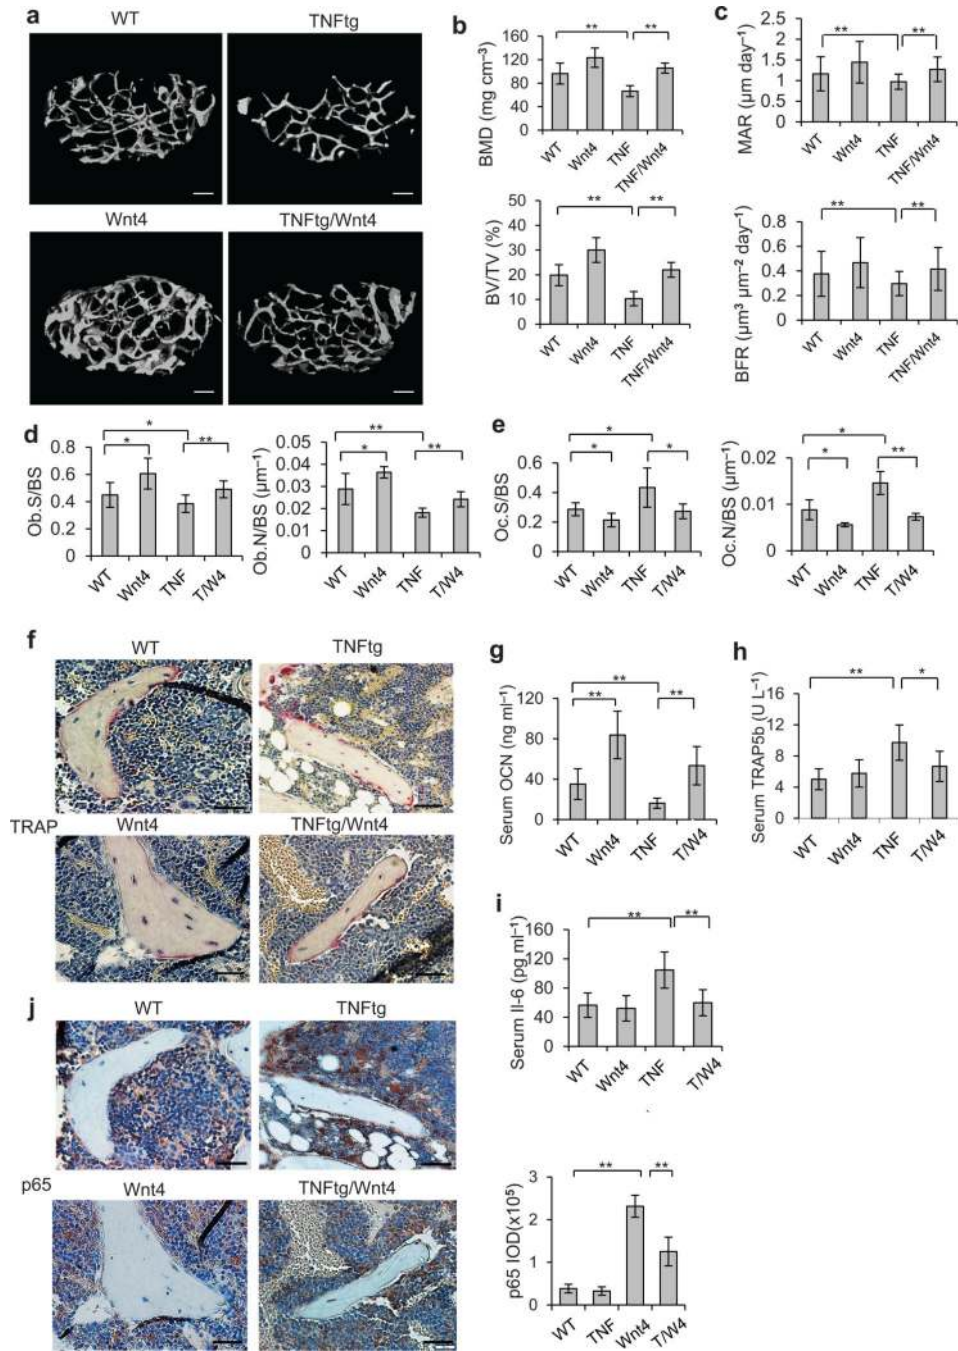 a
WT
TNFtg
Wnt4
TNFtg/Wnt4
b
BMD (mg cm⁻³)
160
120
80
40
0
** **
WT
Wnt4
TNF
TNF/Wnt4
BV/TV (%)
40
30
20
10
0
** **
WT
Wnt4
TNF
TNF/Wnt4
c
MAR (µm day⁻¹)
2
1.5
1
0.5
0
** **
WT
Wnt4
TNF
TNF/Wnt4
BFR (µm³ µm⁻² day⁻¹)
0.8
0.6
0.4
0.2
0
** **
WT
Wnt4
TNF
TNF/Wnt4
d
Ob.S/BS
0.8
0.6
0.4
0.2
0
*
* **
WT
Wnt4
TNF
T/W4
Ob.N/BS (µm⁻¹)
0.05
0.04
0.03
0.02
0.01
0
**
* **
WT
Wnt4
TNF
T/W4
e
Oc.S/BS
0.6
0.4
0.2
0
*
* *
WT
Wnt4
TNF
T/W4
Oc.N/BS (µm⁻¹)
0.02
0.01
0
*
* **
WT
Wnt4
TNF
T/W4
f
WT
TNFtg
TRAP
Wnt4
TNFtg/Wnt4
g
Serum OCN (ng ml⁻¹)
120
80
40
0
**
** **
WT
Wnt4
TNF
T/W4
h
Serum TRAP5b (U L⁻¹)
16
12
8
4
0
** *
WT
Wnt4
TNF
T/W4
i
Serum Il-6 (pg ml⁻¹)
160
120
80
40
0
** **
WT
Wnt4
TNF
T/W4
j
WT
TNFtg
p65
Wnt4
TNFtg/Wnt4
p65 IOD(x10⁵)
3
2
1
0
** **
WT
TNF
Wnt4
T/W4